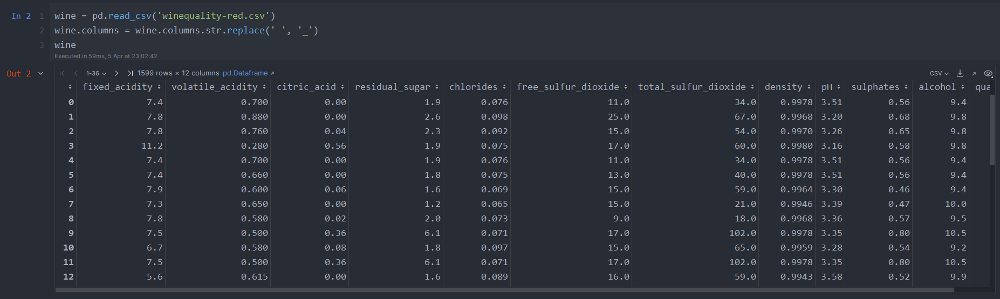 In 2 1 wine = pd.read_csv('winequality-red.csv')
2 wine.columns = wine.columns.str.replace(' ', '_')
3 wine
Executed in 59ms, 5 Apr at 23:02:42
Out 2 1-36 1599 rows × 12 columns pd.Dataframe CSV
fixed_acidity volatile_acidity citric_acid residual_sugar chlorides free_sulfur_dioxide total_sulfur_dioxide density pH sulphates alcohol qua
0 7.4 0.700 0.00 1.9 0.076 11.0 34.0 0.9978 3.51 0.56 9.4
1 7.8 0.880 0.00 2.6 0.098 25.0 67.0 0.9968 3.20 0.68 9.8
2 7.8 0.760 0.04 2.3 0.092 15.0 54.0 0.9970 3.26 0.65 9.8
3 11.2 0.280 0.56 1.9 0.075 17.0 60.0 0.9980 3.16 0.58 9.8
4 7.4 0.700 0.00 1.9 0.076 11.0 34.0 0.9978 3.51 0.56 9.4
5 7.4 0.660 0.00 1.8 0.075 13.0 40.0 0.9978 3.51 0.56 9.4
6 7.9 0.600 0.06 1.6 0.069 15.0 59.0 0.9964 3.30 0.46 9.4
7 7.3 0.650 0.00 1.2 0.065 15.0 21.0 0.9946 3.39 0.47 10.0
8 7.8 0.580 0.02 2.0 0.073 9.0 18.0 0.9968 3.36 0.57 9.5
9 7.5 0.500 0.36 6.1 0.071 17.0 102.0 0.9978 3.35 0.80 10.5
10 6.7 0.580 0.08 1.8 0.097 15.0 65.0 0.9959 3.28 0.54 9.2
11 7.5 0.500 0.36 6.1 0.071 17.0 102.0 0.9978 3.35 0.80 10.5
12 5.6 0.615 0.00 1.6 0.089 16.0 59.0 0.9943 3.58 0.52 9.9